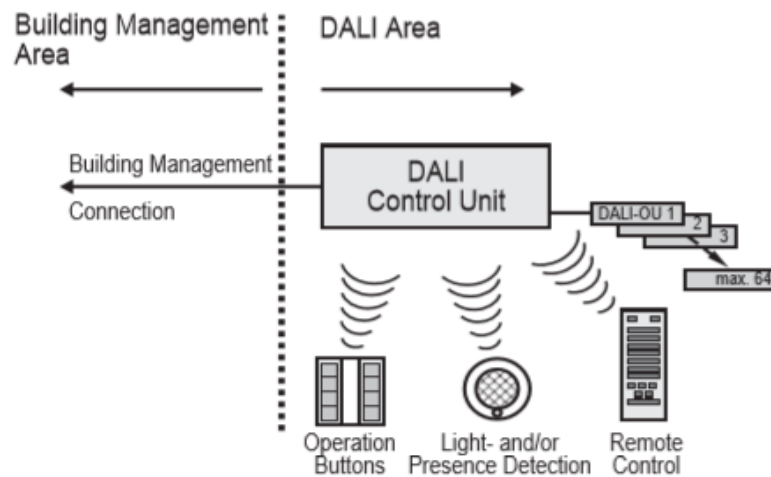 Building Management
Area
DALI Area
Building Management
Connection
DALI
Control Unit
DALI-OU 1
2
3
max. 64
Operation
Buttons
Light- and/or
Presence Detection
Remote
Control